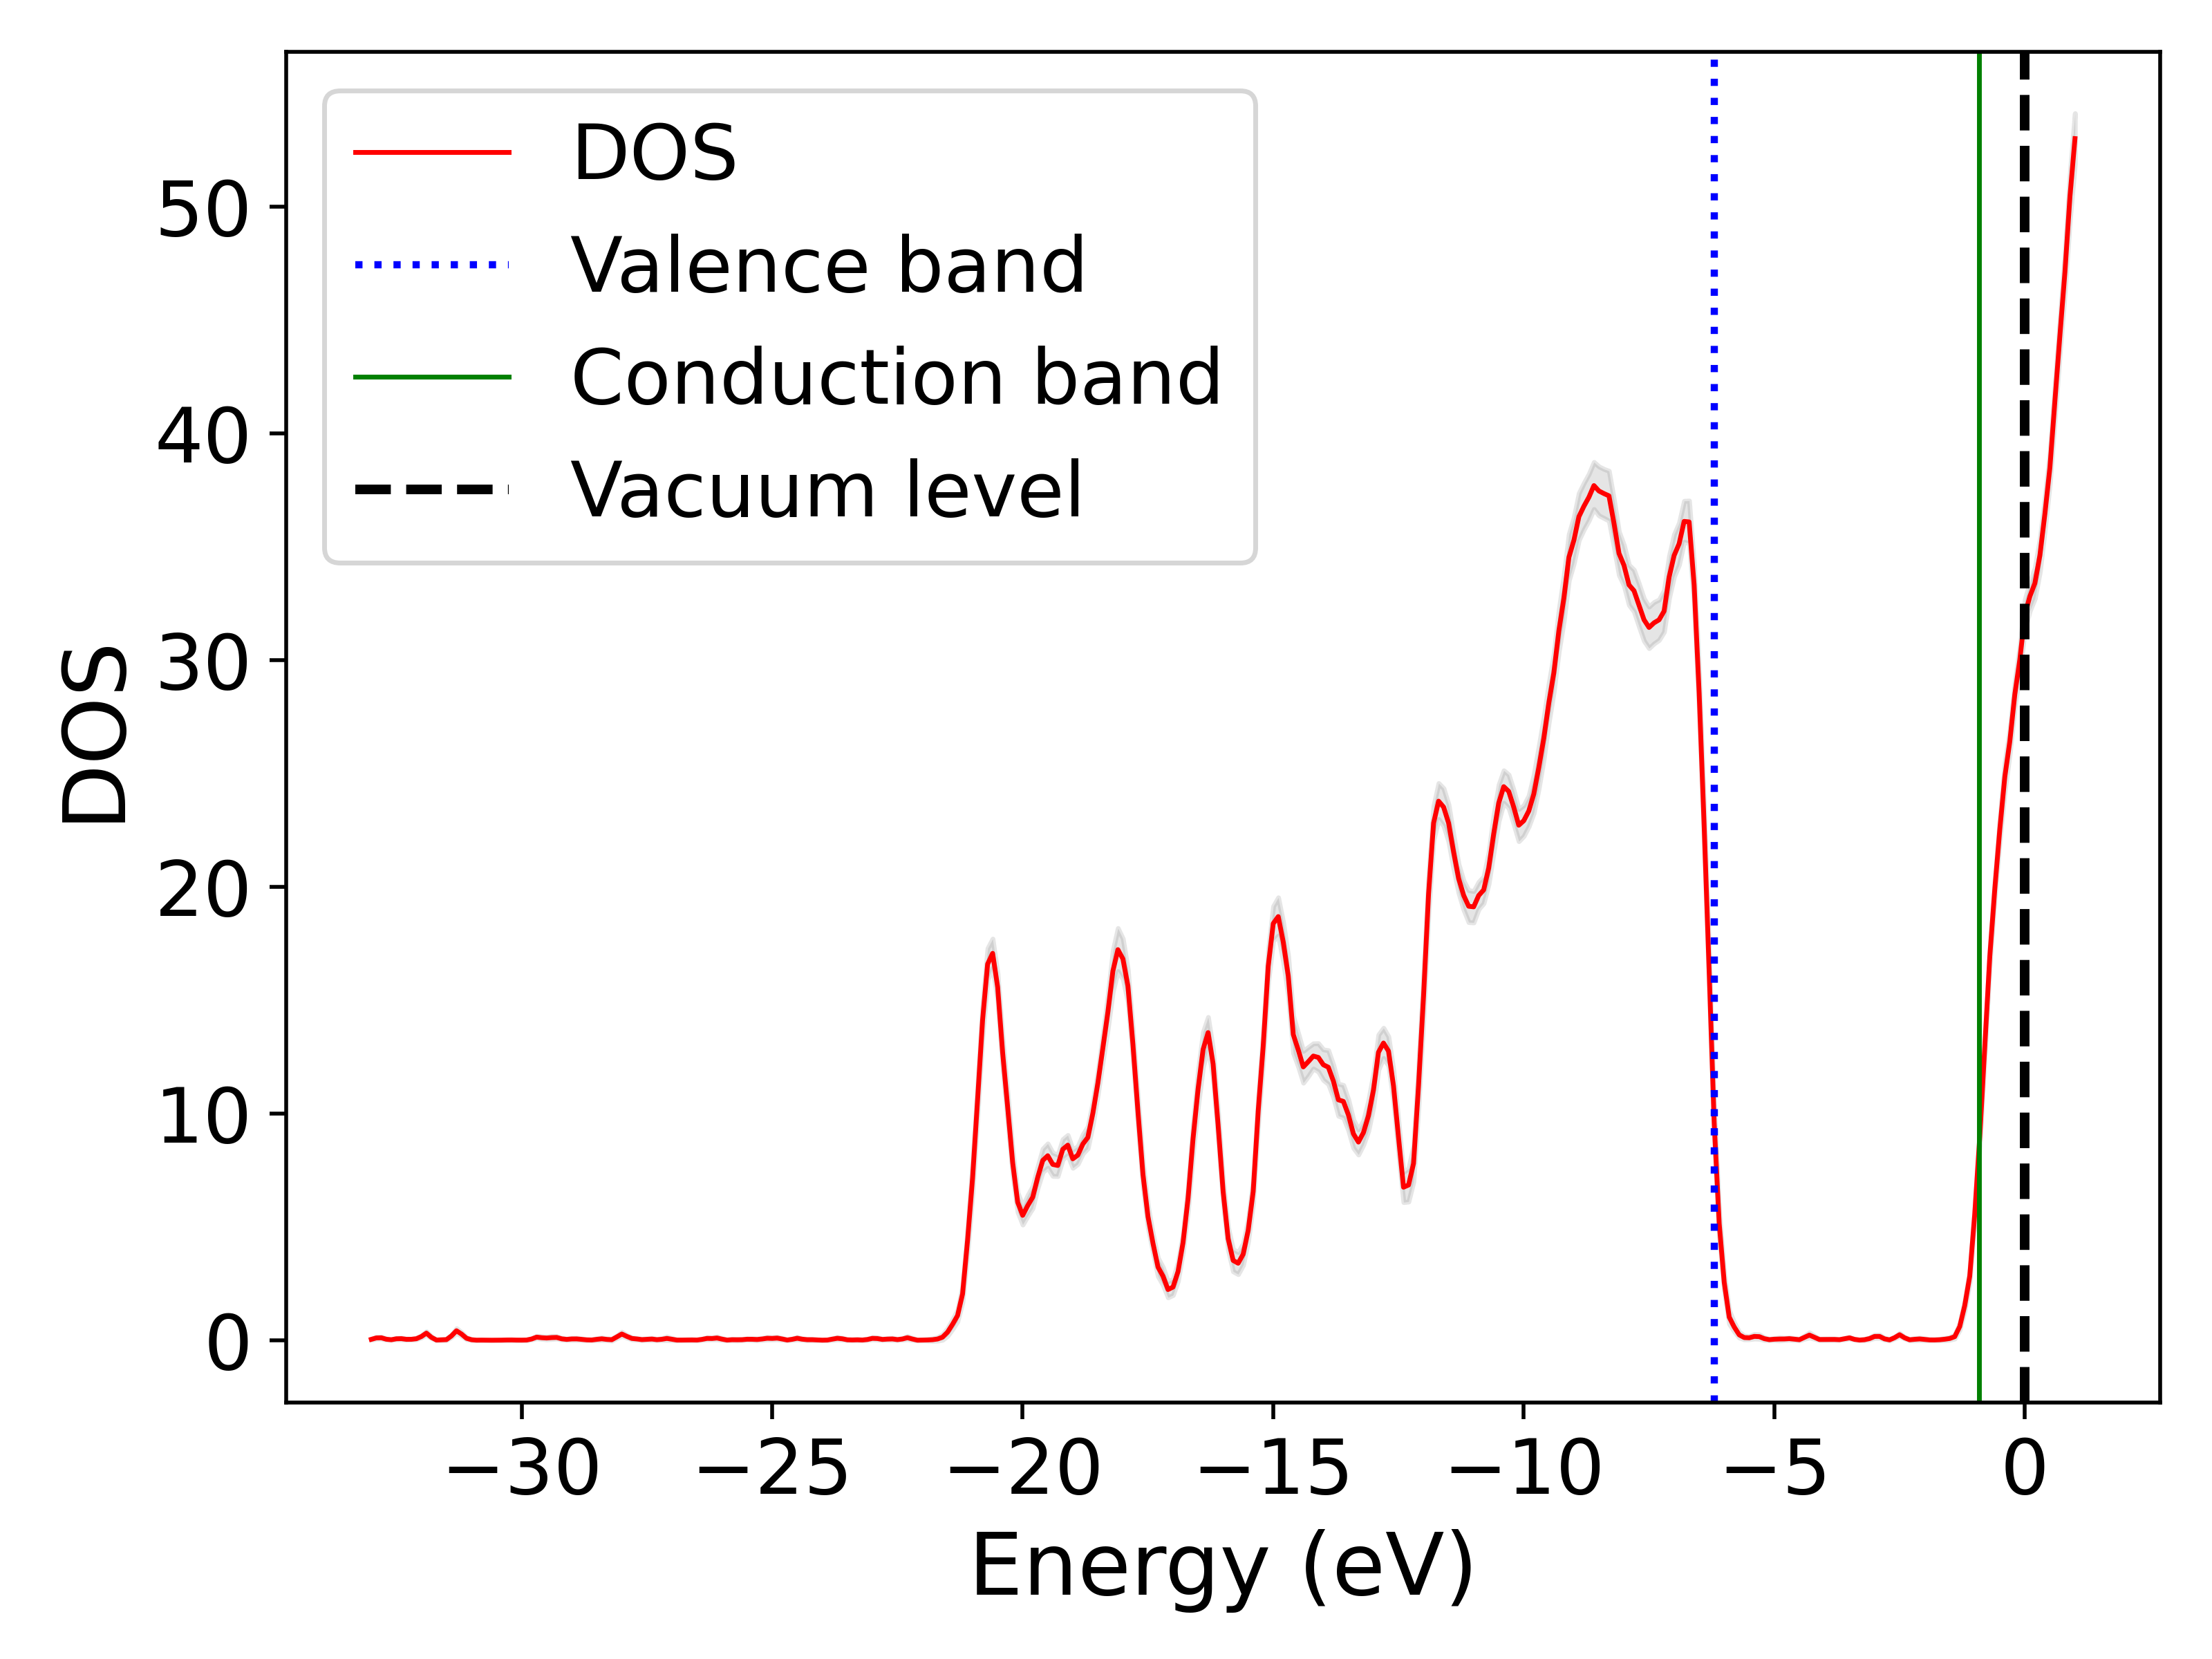 DOS
Valence band
Conduction band
Vacuum level
DOS
50
40
30
20
10
0
−30
−25
−20
−15
−10
−5
0
Energy (eV)